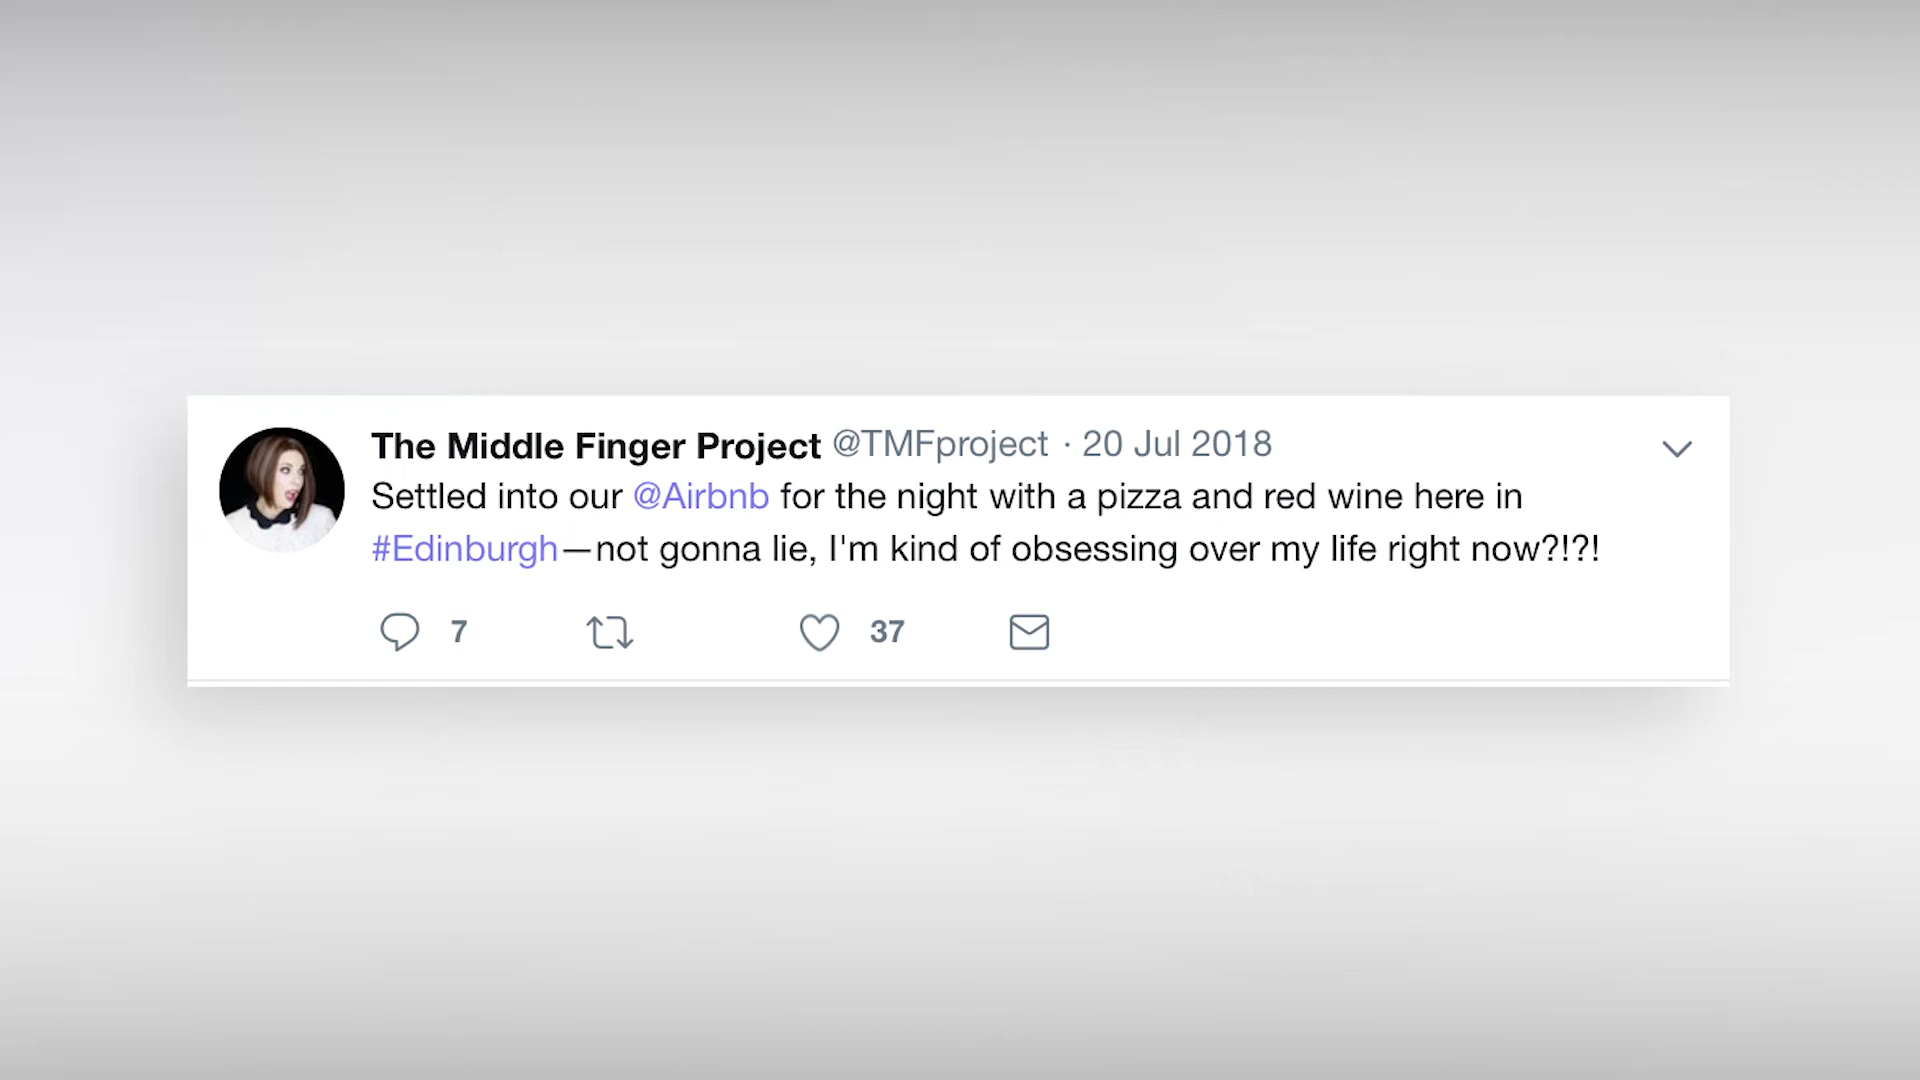 The Middle Finger Project @TMFproject · 20 Jul 2018
Settled into our @Airbnb for the night with a pizza and red wine here in
#Edinburgh—not gonna lie, I'm kind of obsessing over my life right now?!?!
7 37